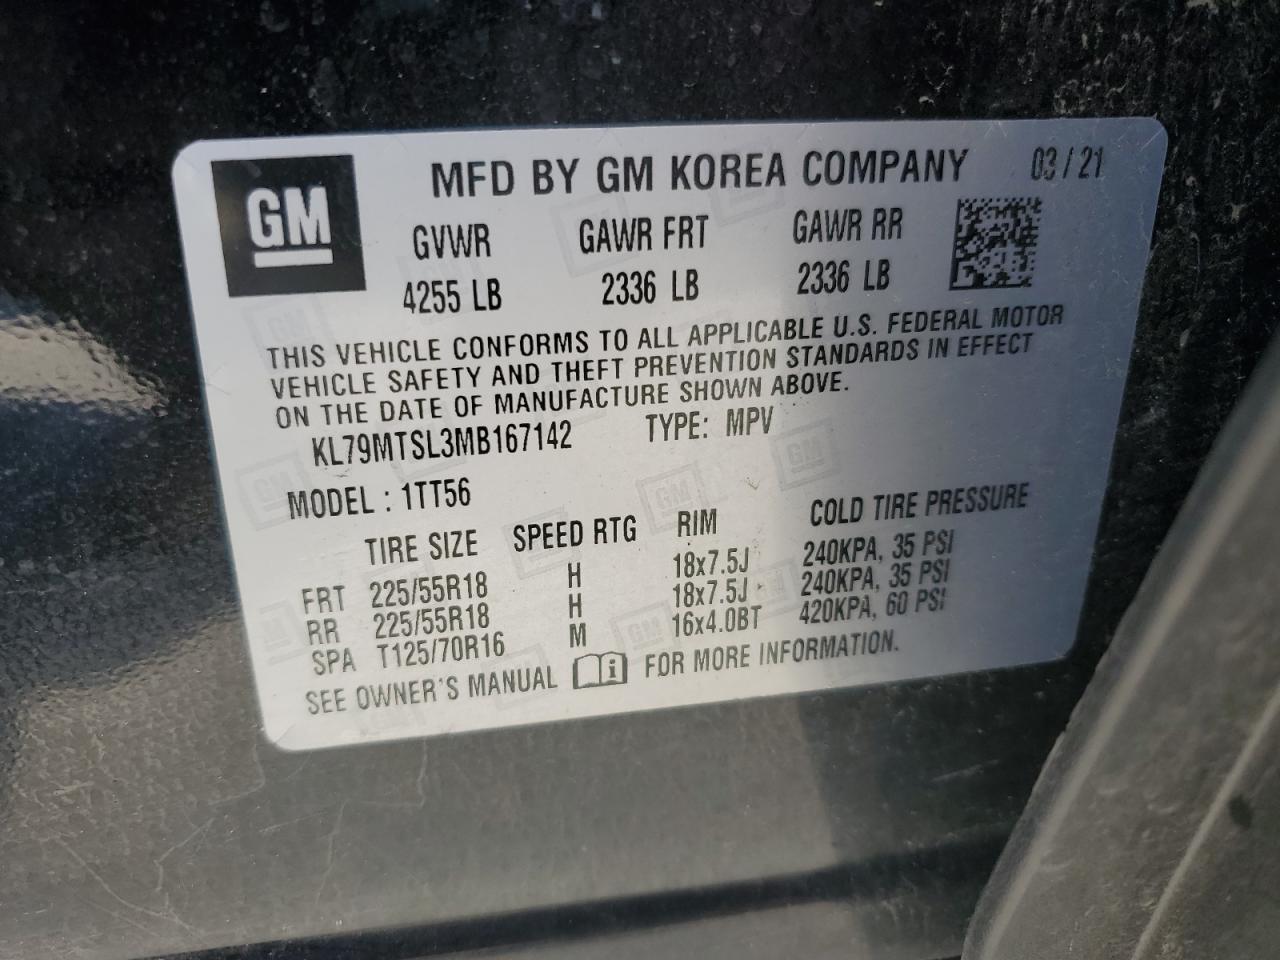 GM
MFD BY GM KOREA COMPANY 03/21
GVWR GAWR FRT GAWR RR
4255 LB 2336 LB 2336 LB
THIS VEHICLE CONFORMS TO ALL APPLICABLE U.S. FEDERAL MOTOR
VEHICLE SAFETY AND THEFT PREVENTION STANDARDS IN EFFECT
ON THE DATE OF MANUFACTURE SHOWN ABOVE.
KL79MTSL3MB167142 TYPE: MPV
MODEL : 1TT56
TIRE SIZE SPEED RTG RIM COLD TIRE PRESSURE
FRT 225/55R18 H 18x7.5J 240KPA, 35 PSI
RR 225/55R18 H 18x7.5J 240KPA, 35 PSI
SPA T125/70R16 M 16x4.0BT 420KPA, 60 PSI
SEE OWNER'S MANUAL i FOR MORE INFORMATION.